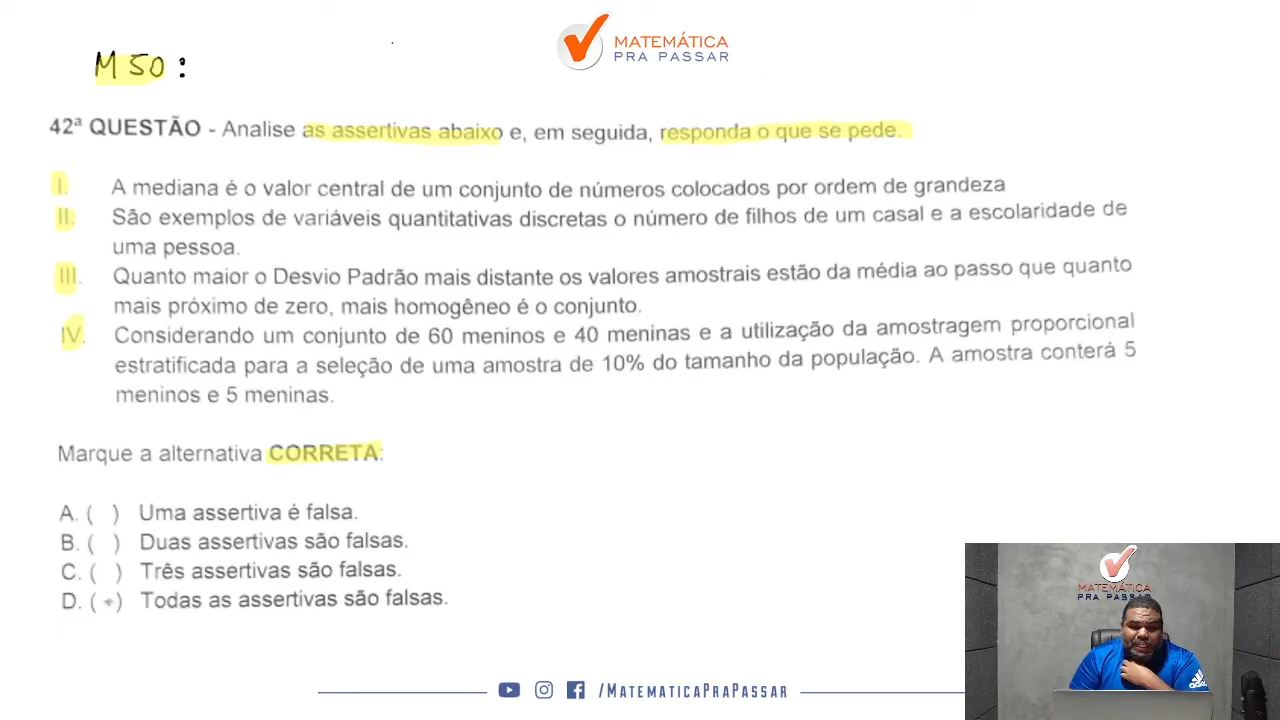 MATEMÁTICA
PRA PASSAR
M 50 :
42ª QUESTÃO - Analise as assertivas abaixo e, em seguida, responda o que se pede.
I. A mediana é o valor central de um conjunto de números colocados por ordem de grandeza
II. São exemplos de variáveis quantitativas discretas o número de filhos de um casal e a escolaridade de
uma pessoa.
III. Quanto maior o Desvio Padrão mais distante os valores amostrais estão da média ao passo que quanto
mais próximo de zero, mais homogêneo é o conjunto.
IV. Considerando um conjunto de 60 meninos e 40 meninas e a utilização da amostragem proporcional
estratificada para a seleção de uma amostra de 10% do tamanho da população. A amostra conterá 5
meninos e 5 meninas.
Marque a alternativa CORRETA:
A. ( ) Uma assertiva é falsa.
B. ( ) Duas assertivas são falsas.
C. ( ) Três assertivas são falsas.
D. ( ) Todas as assertivas são falsas.
MATEMÁTICA
PRA PASSAR
adidas
/MATEMATICAPRAPASSAR